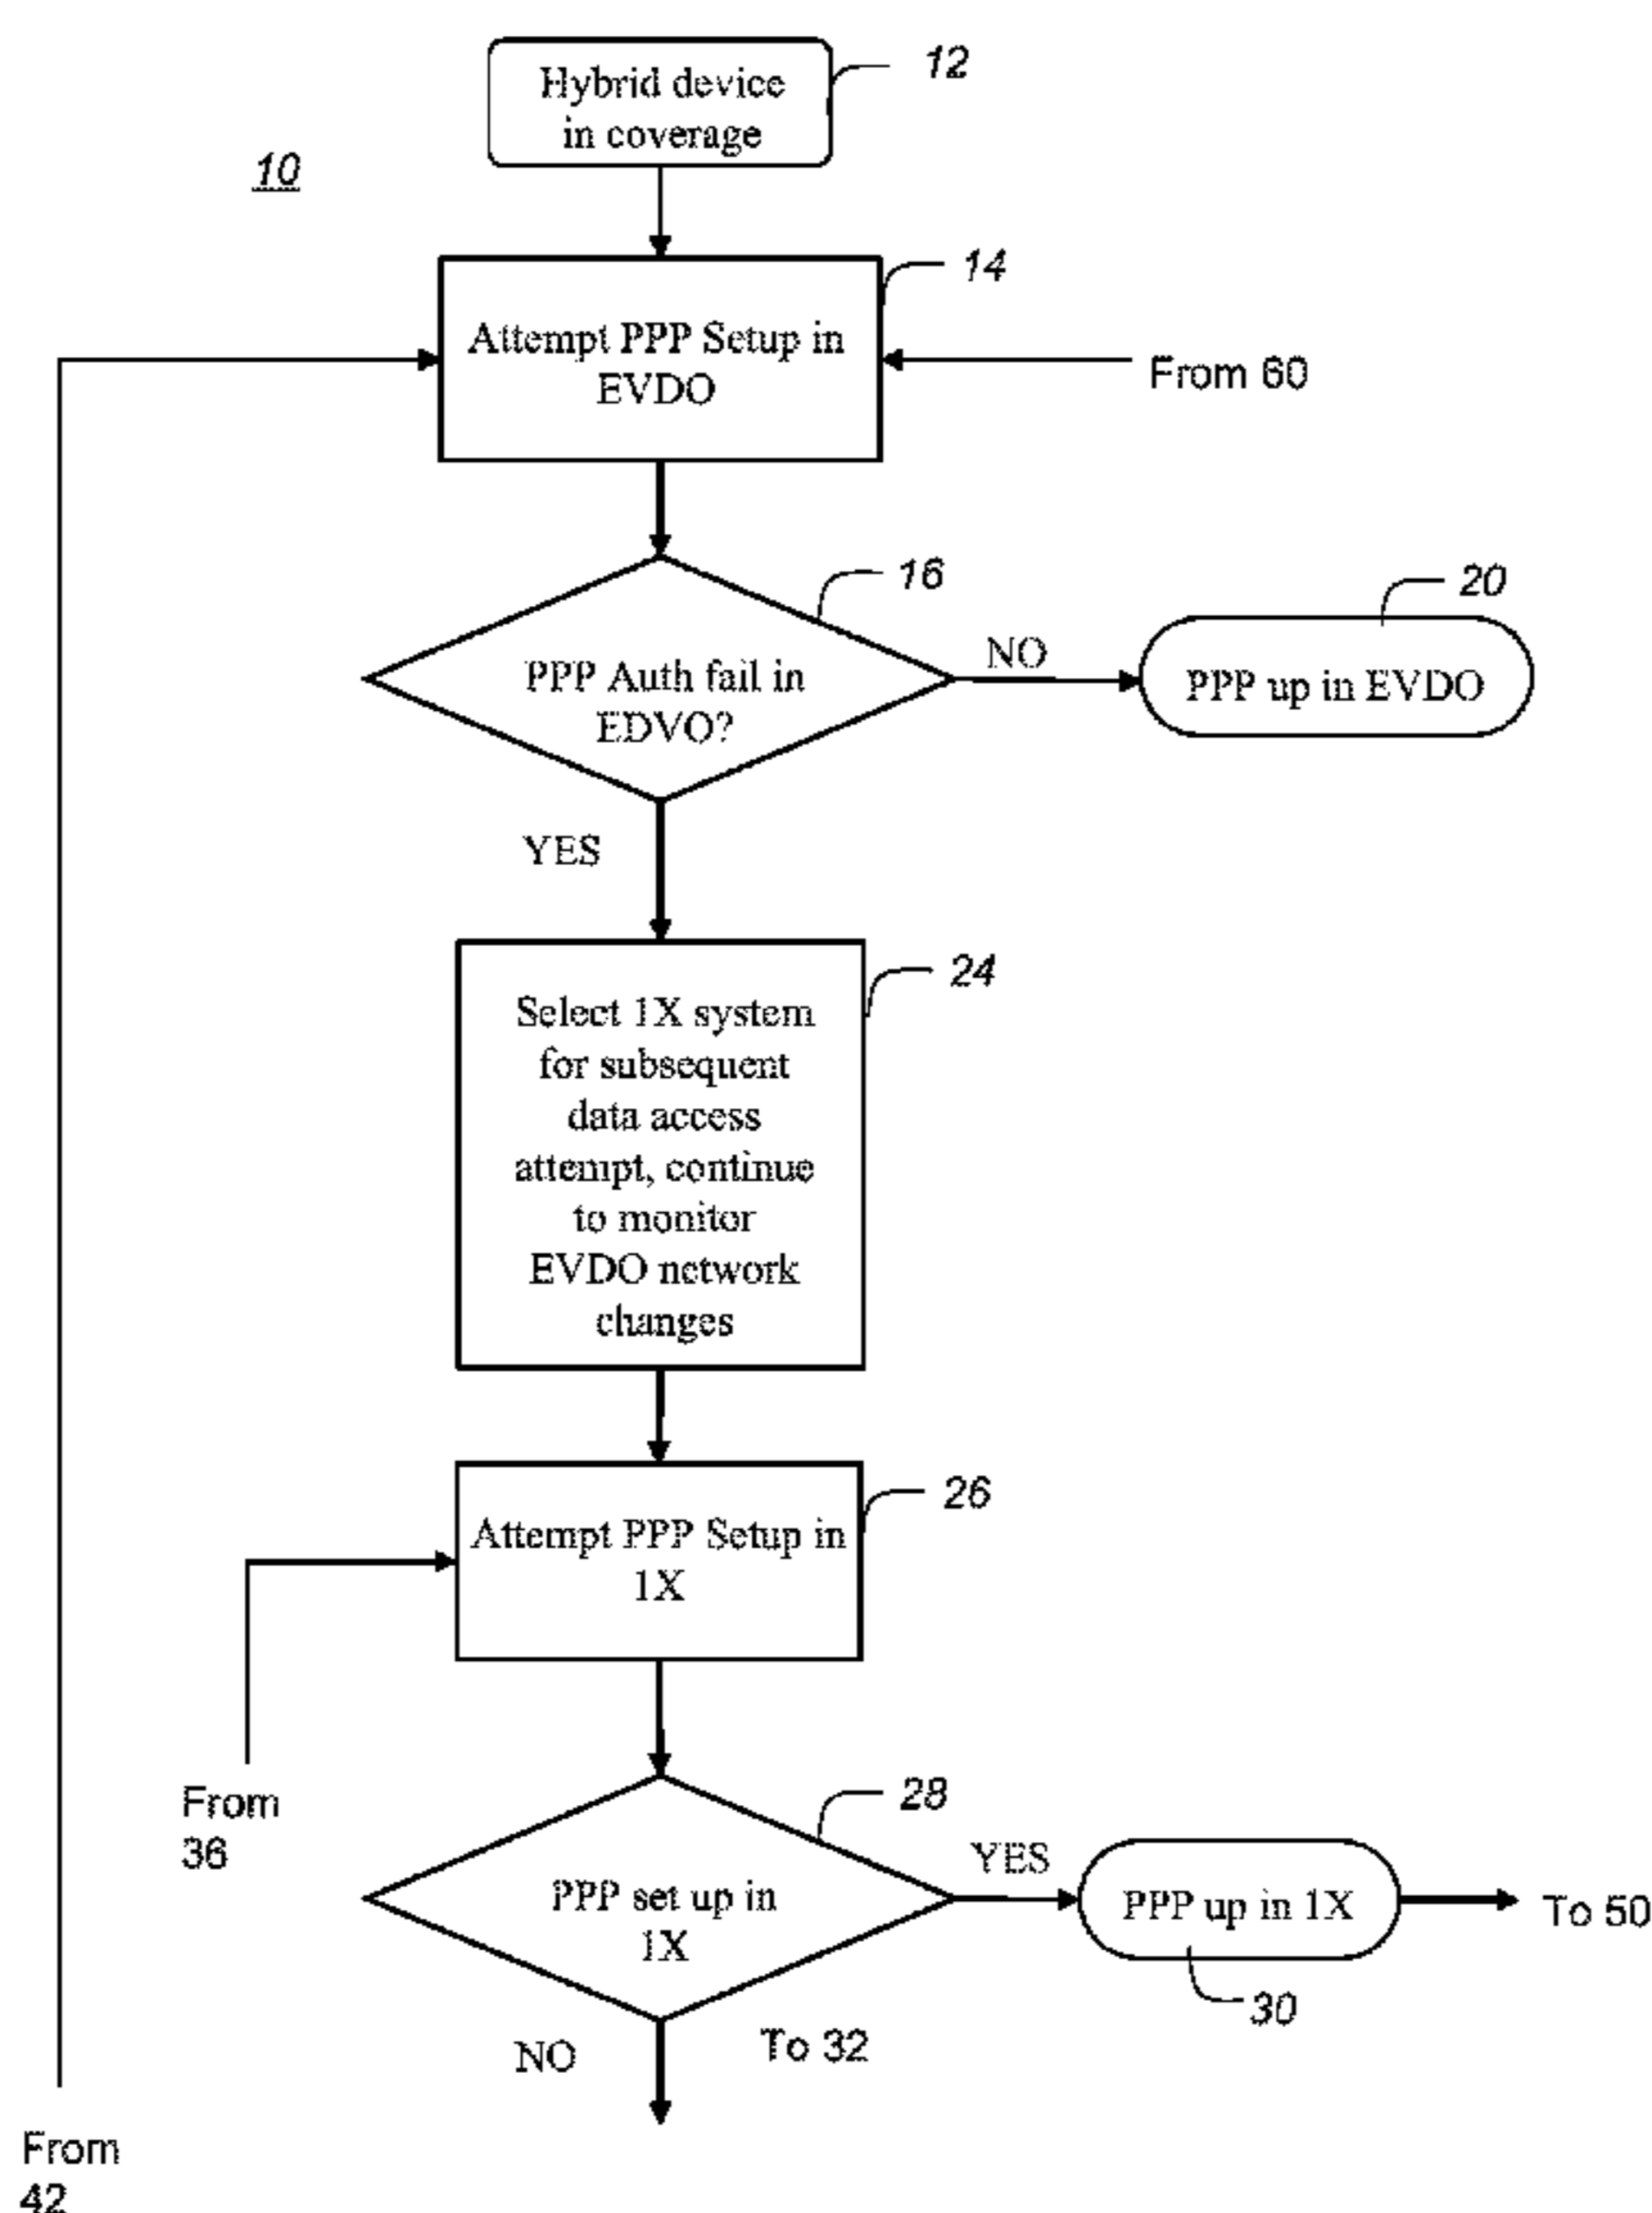 Hybrid device
in coverage
12
10
14
Attempt PPP Setup in
EVDO
From 60
16
20
NO
PPP up in EVDO
PPP Auth fail in
EDVO?
YES
24
Select 1X system
for subsequent
data access
attempt, continue
to monitor
EVDO network
changes
26
Attempt PPP Setup in
1X
From
36
28
YES
PPP set up in
1X
PPP up in 1X
To 50
30
NO
To 32
From
42